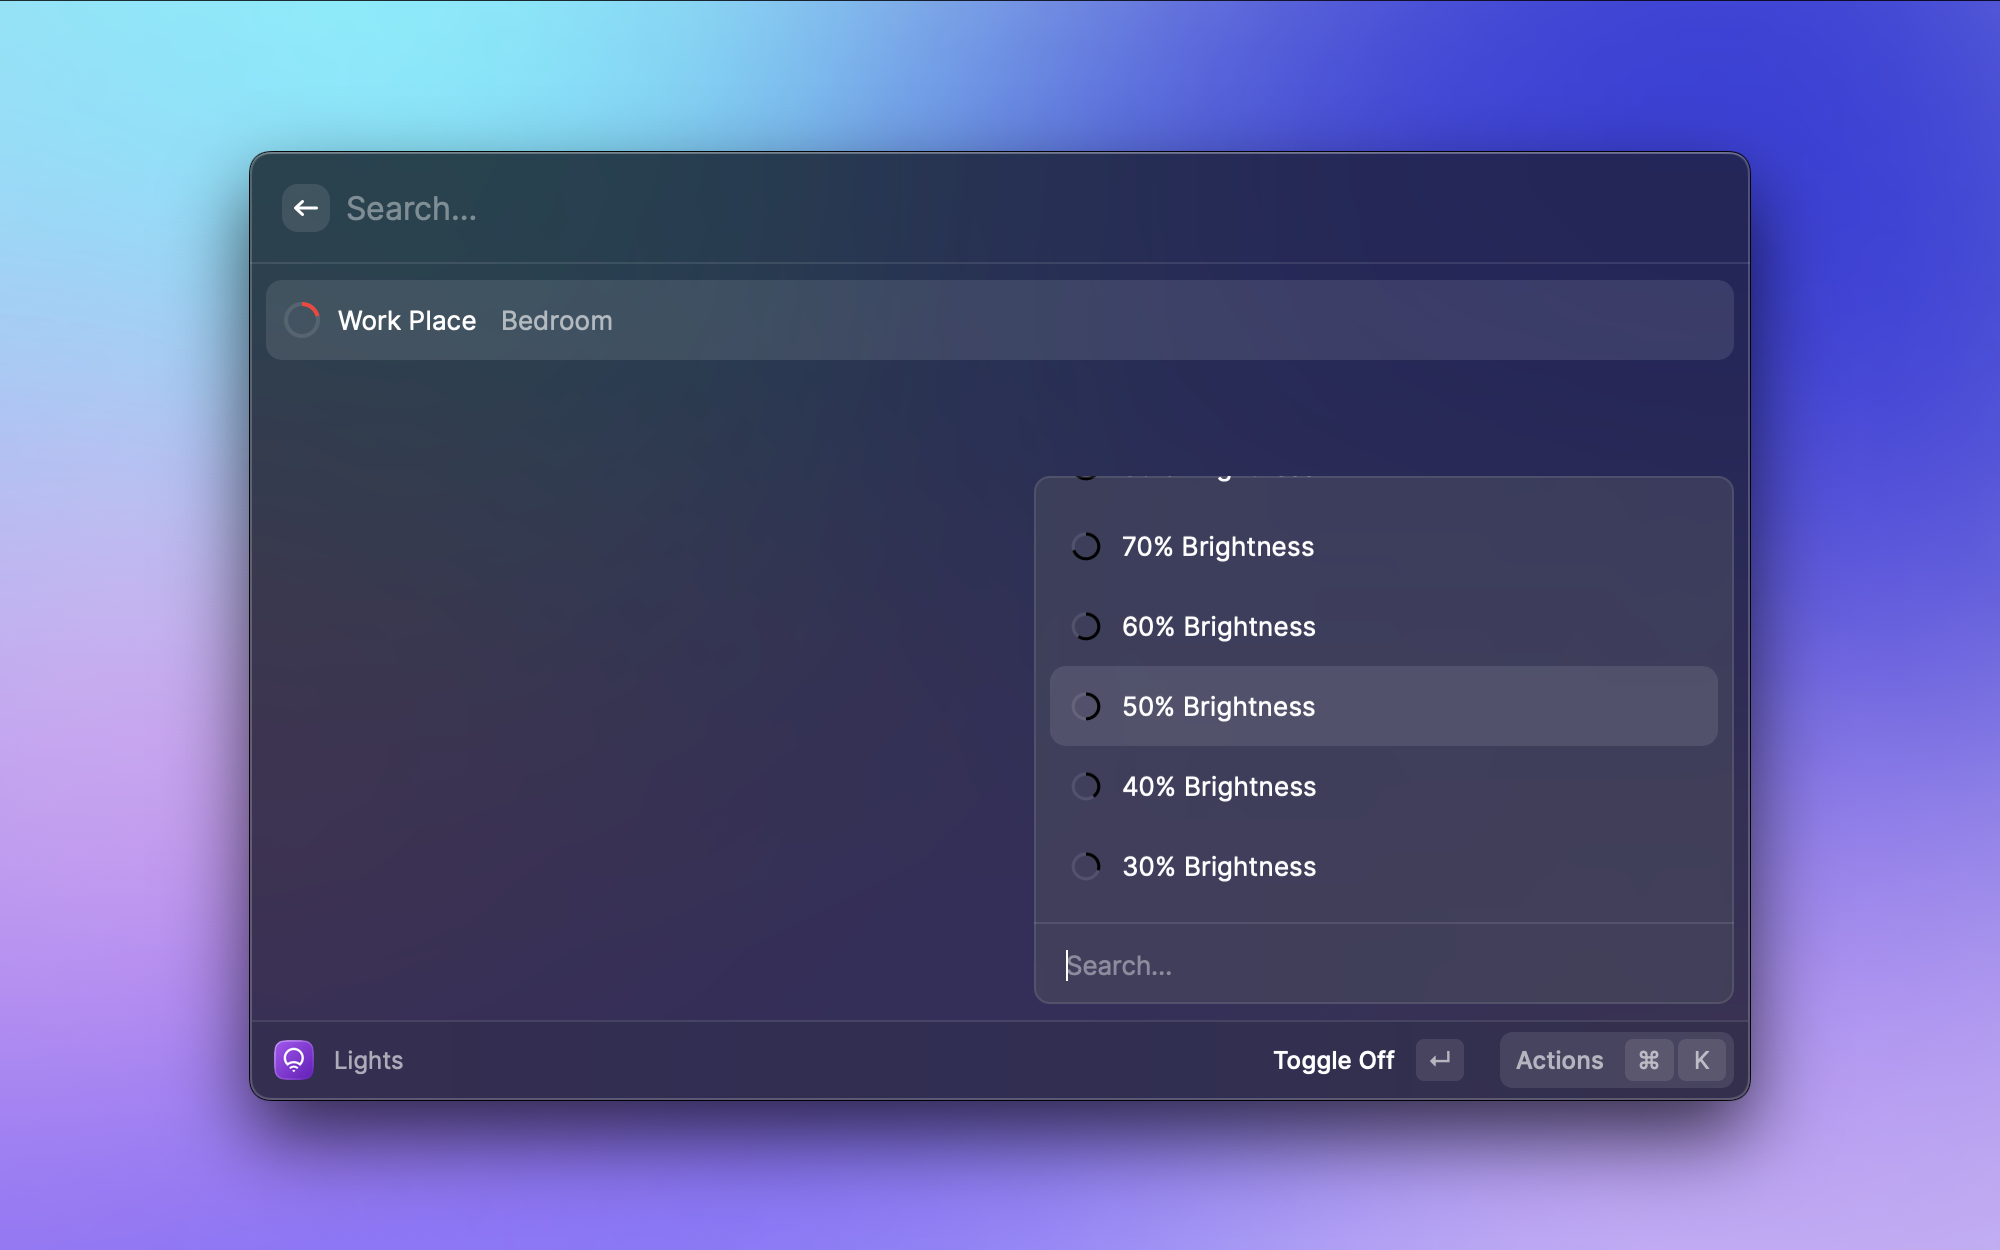 Search...
Work Place Bedroom
70% Brightness
60% Brightness
50% Brightness
40% Brightness
30% Brightness
Search...
Lights Toggle Off ↵ Actions ⌘ K